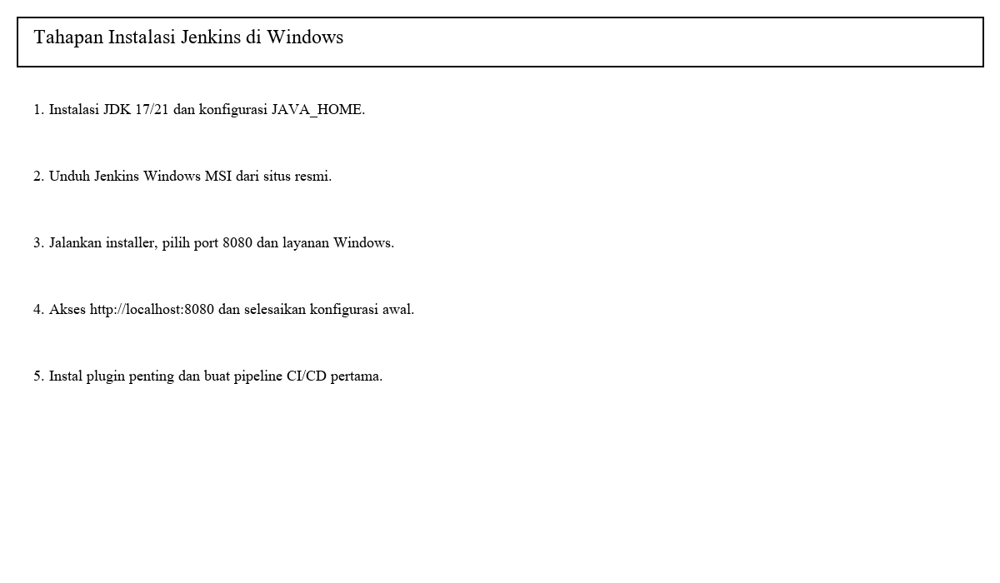 Tahapan Instalasi Jenkins di Windows
1. Instalasi JDK 17/21 dan konfigurasi JAVA_HOME.
2. Unduh Jenkins Windows MSI dari situs resmi.
3. Jalankan installer, pilih port 8080 dan layanan Windows.
4. Akses http://localhost:8080 dan selesaikan konfigurasi awal.
5. Instal plugin penting dan buat pipeline CI/CD pertama.